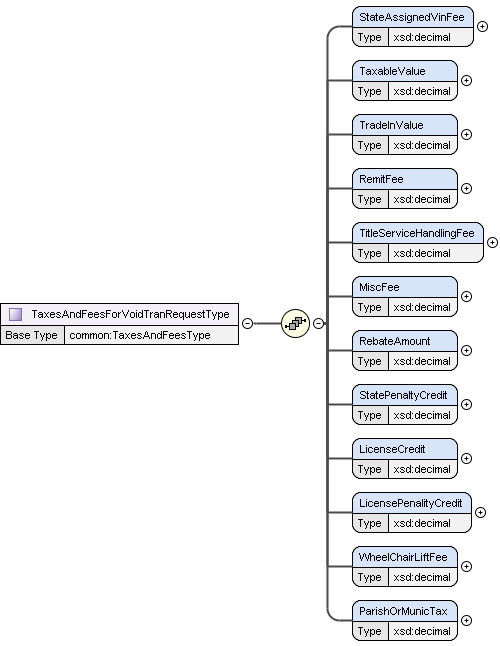 StateAssignedVinFee
Type xsd:decimal
TaxableValue
Type xsd:decimal
TradeInValue
Type xsd:decimal
RemitFee
Type xsd:decimal
TitleServiceHandlingFee
Type xsd:decimal
MiscFee
Type xsd:decimal
TaxesAndFeesForVoidTranRequestType
Base Type common:TaxesAndFeesType
RebateAmount
Type xsd:decimal
StatePenaltyCredit
Type xsd:decimal
LicenseCredit
Type xsd:decimal
LicensePenalityCredit
Type xsd:decimal
WheelChairLiftFee
Type xsd:decimal
ParishOrMunicTax
Type xsd:decimal